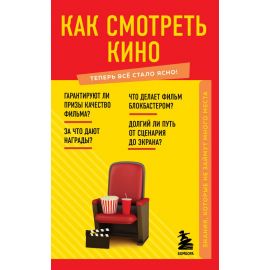 КАК СМОТРЕТЬ
КИНО
ТЕПЕРЬ ВСЁ СТАЛО ЯСНО!
ГАРАНТИРУЮТ ЛИ
ПРИЗЫ КАЧЕСТВО
ФИЛЬМА?
ЗА ЧТО ДАЮТ
НАГРАДЫ?
ЧТО ДЕЛАЕТ ФИЛЬМ
БЛОКБАСТЕРОМ?
ДОЛГИЙ ЛИ ПУТЬ
ОТ СЦЕНАРИЯ
ДО ЭКРАНА?
ЗНАНИЯ, КОТОРЫЕ НЕ ЗАЙМУТ МНОГО МЕСТА
БОМБОРА